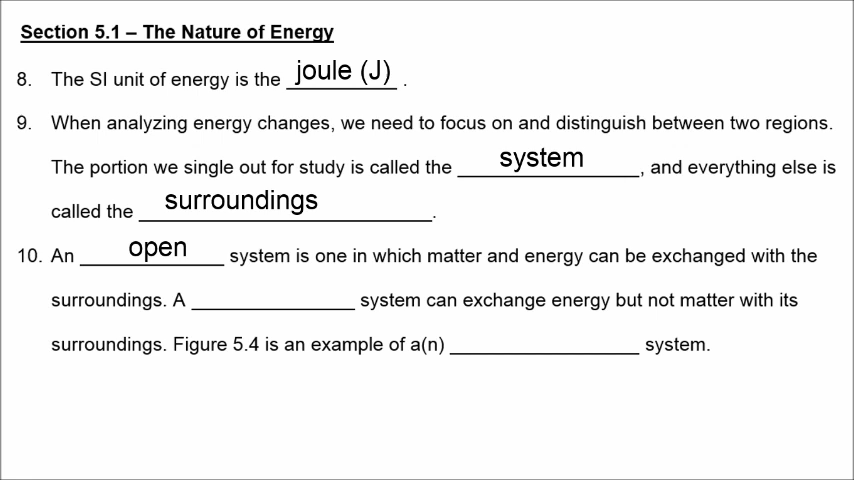 Section 5.1 – The Nature of Energy
8. The SI unit of energy is the joule (J) .
9. When analyzing energy changes, we need to focus on and distinguish between two regions.
The portion we single out for study is called the system, and everything else is
called the surroundings.
10. An open system is one in which matter and energy can be exchanged with the
surroundings. A _______________ system can exchange energy but not matter with its
surroundings. Figure 5.4 is an example of a(n) _________________ system.